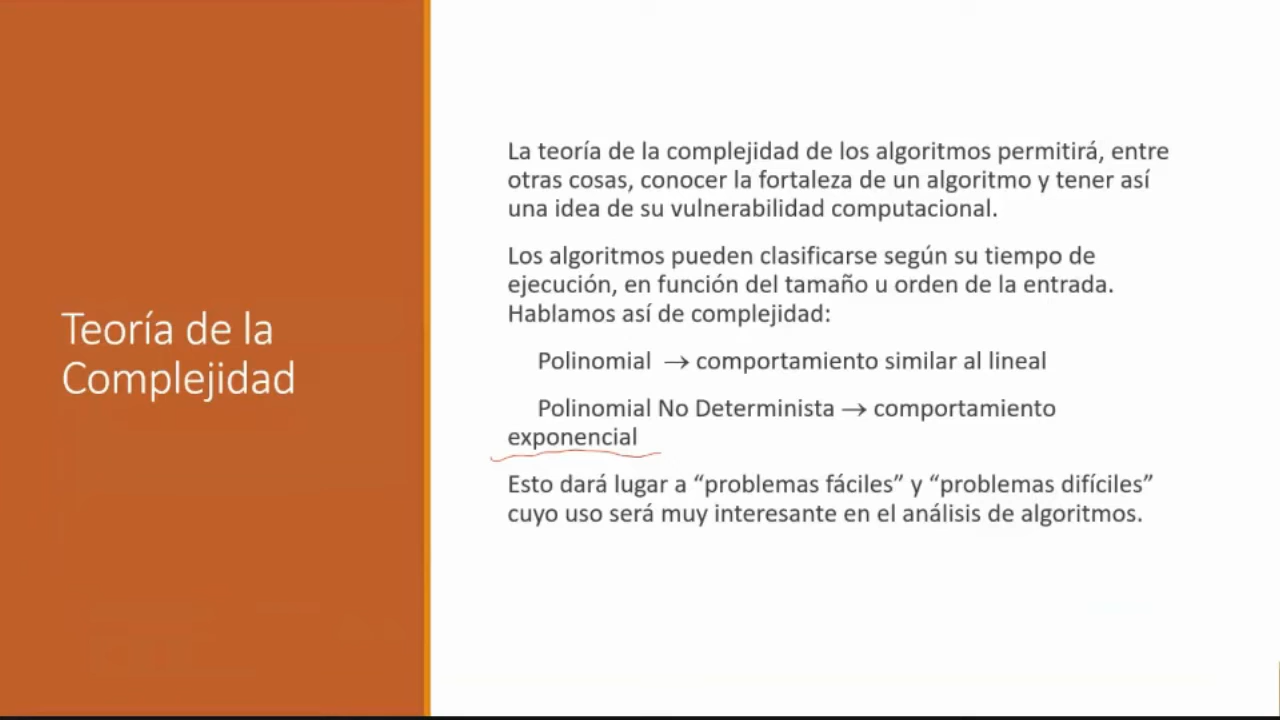 Teoría de la
Complejidad
La teoría de la complejidad de los algoritmos permitirá, entre
otras cosas, conocer la fortaleza de un algoritmo y tener así
una idea de su vulnerabilidad computacional.
Los algoritmos pueden clasificarse según su tiempo de
ejecución, en función del tamaño u orden de la entrada.
Hablamos así de complejidad:
Polinomial → comportamiento similar al lineal
Polinomial No Determinista → comportamiento
exponencial
Esto dará lugar a “problemas fáciles” y “problemas difíciles”
cuyo uso será muy interesante en el análisis de algoritmos.